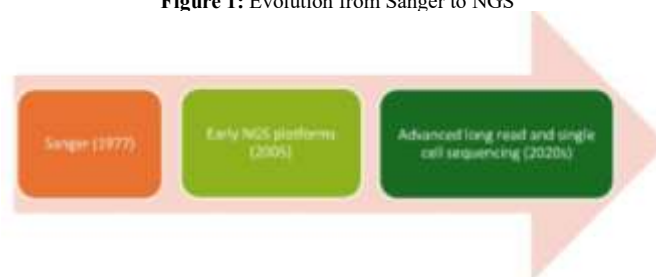 Figure 1: Evolution from Sanger to NGS
Sanger (1977)
Early NGS platforms
(2005)
Advanced long read and single
cell sequencing (2020s)